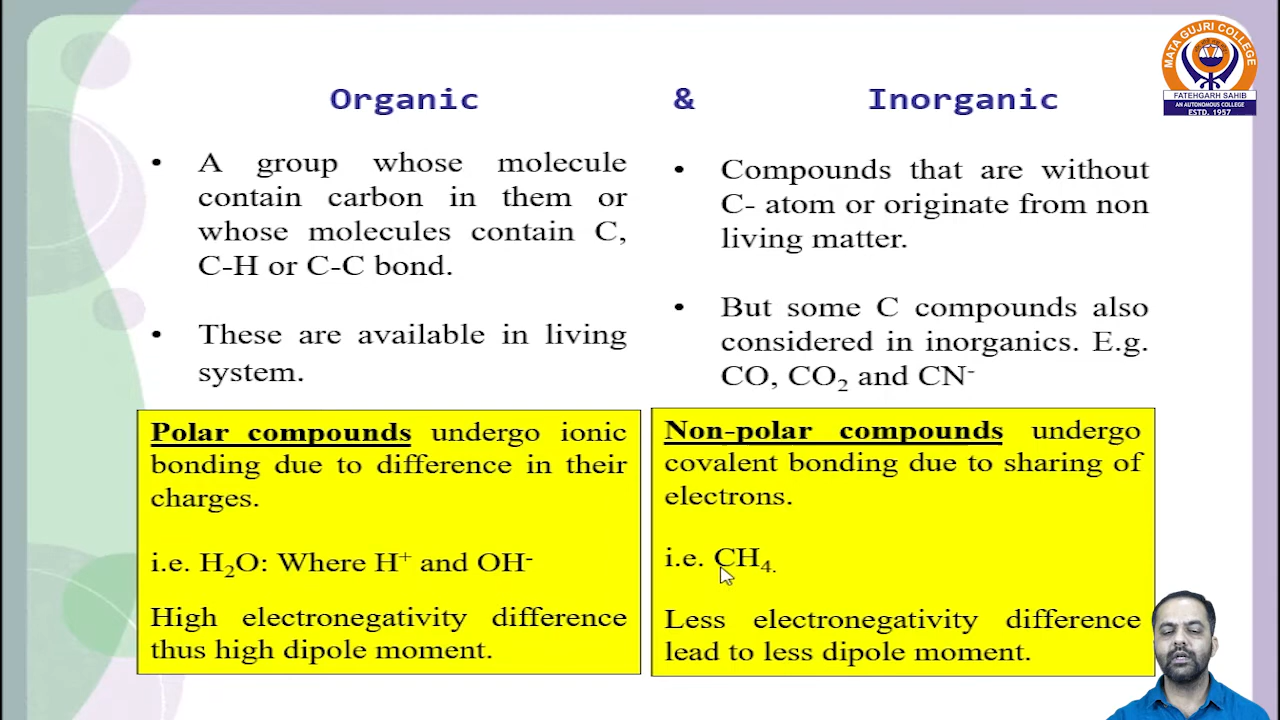 MATA GUJRI COLLEGE
FATEHGARH SAHIB
AN AUTONOMOUS COLLEGE
ESTD. 1957
Organic & Inorganic
• A group whose molecule
contain carbon in them or
whose molecules contain C,
C-H or C-C bond.
• These are available in living
system.
• Compounds that are without
C- atom or originate from non
living matter.
• But some C compounds also
considered in inorganics. E.g.
CO, CO₂ and CN⁻
Polar compounds undergo ionic
bonding due to difference in their
charges.
i.e. H₂O: Where H⁺ and OH⁻
High electronegativity difference
thus high dipole moment.
Non-polar compounds undergo
covalent bonding due to sharing of
electrons.
i.e. CH₄.
Less electronegativity difference
lead to less dipole moment.